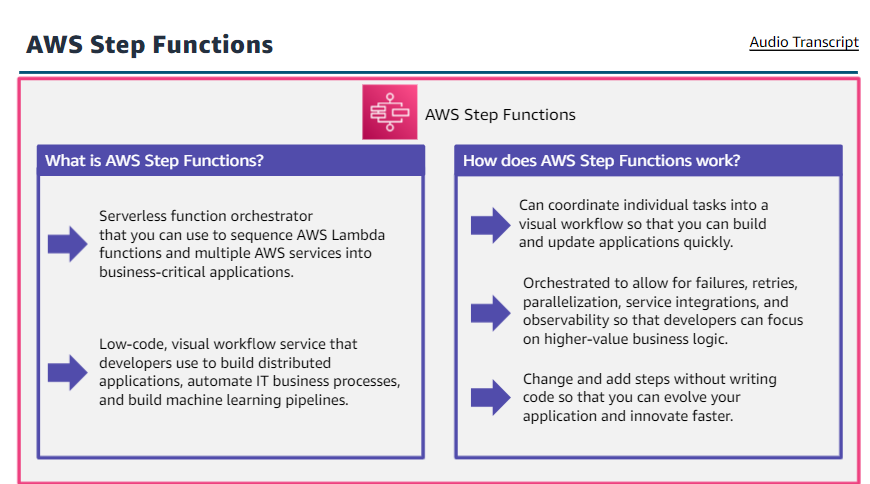 AWS Step Functions
Audio Transcript
AWS Step Functions
What is AWS Step Functions?
Serverless function orchestrator
that you can use to sequence AWS Lambda
functions and multiple AWS services into
business-critical applications.
Low-code, visual workflow service that
developers use to build distributed
applications, automate IT business processes,
and build machine learning pipelines.
How does AWS Step Functions work?
Can coordinate individual tasks into a
visual workflow so that you can build
and update applications quickly.
Orchestrated to allow for failures, retries,
parallelization, service integrations, and
observability so that developers can focus
on higher-value business logic.
Change and add steps without writing
code so that you can evolve your
application and innovate faster.